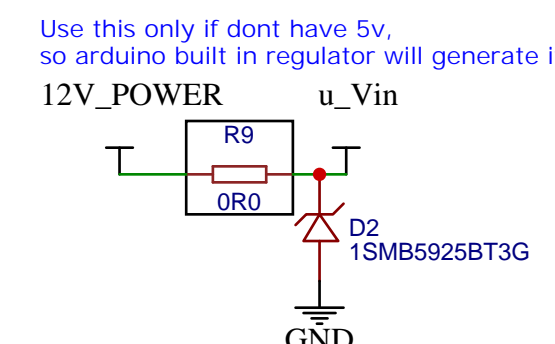 Use this only if dont have 5v,
so arduino built in regulator will generate i
12V_POWER u_Vin
R9
0R0
D2
1SMB5925BT3G
GND